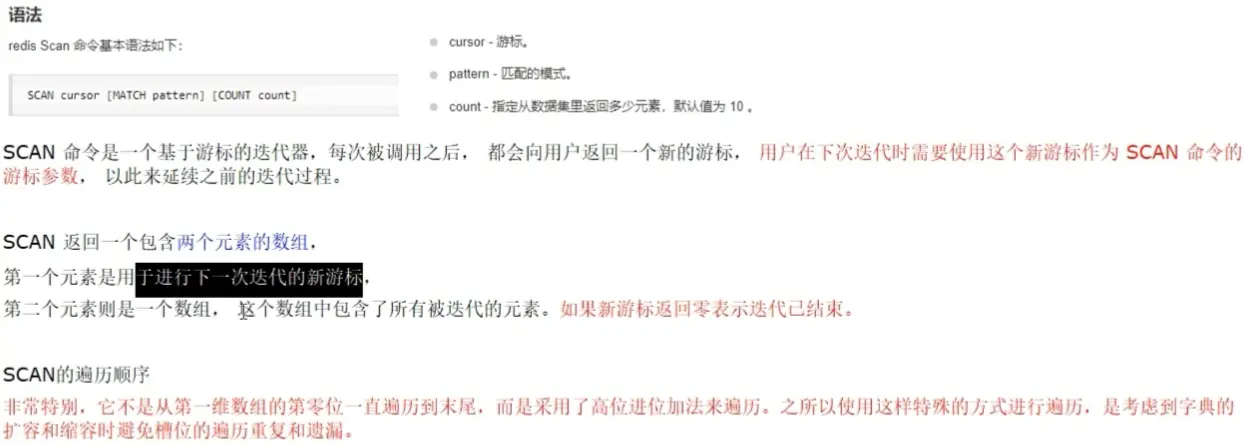 语法
redis Scan 命令基本语法如下：
SCAN cursor [MATCH pattern] [COUNT count]
cursor - 游标。
pattern - 匹配的模式。
count - 指定从数据集里返回多少元素，默认值为 10 。
SCAN 命令是一个基于游标的迭代器，每次被调用之后， 都会向用户返回一个新的游标， 用户在下次迭代时需要使用这个新游标作为 SCAN 命令的
游标参数， 以此来延续之前的迭代过程。
SCAN 返回一个包含两个元素的数组，
第一个元素是用于进行下一次迭代的新游标，
第二个元素则是一个数组， 这个数组中包含了所有被迭代的元素。如果新游标返回零表示迭代已结束。
SCAN的遍历顺序
非常特别，它不是从第一维数组的第零位一直遍历到末尾，而是采用了高位进位加法来遍历。之所以使用这样特殊的方式进行遍历，是考虑到字典的
扩容和缩容时避免槽位的遍历重复和遗漏。